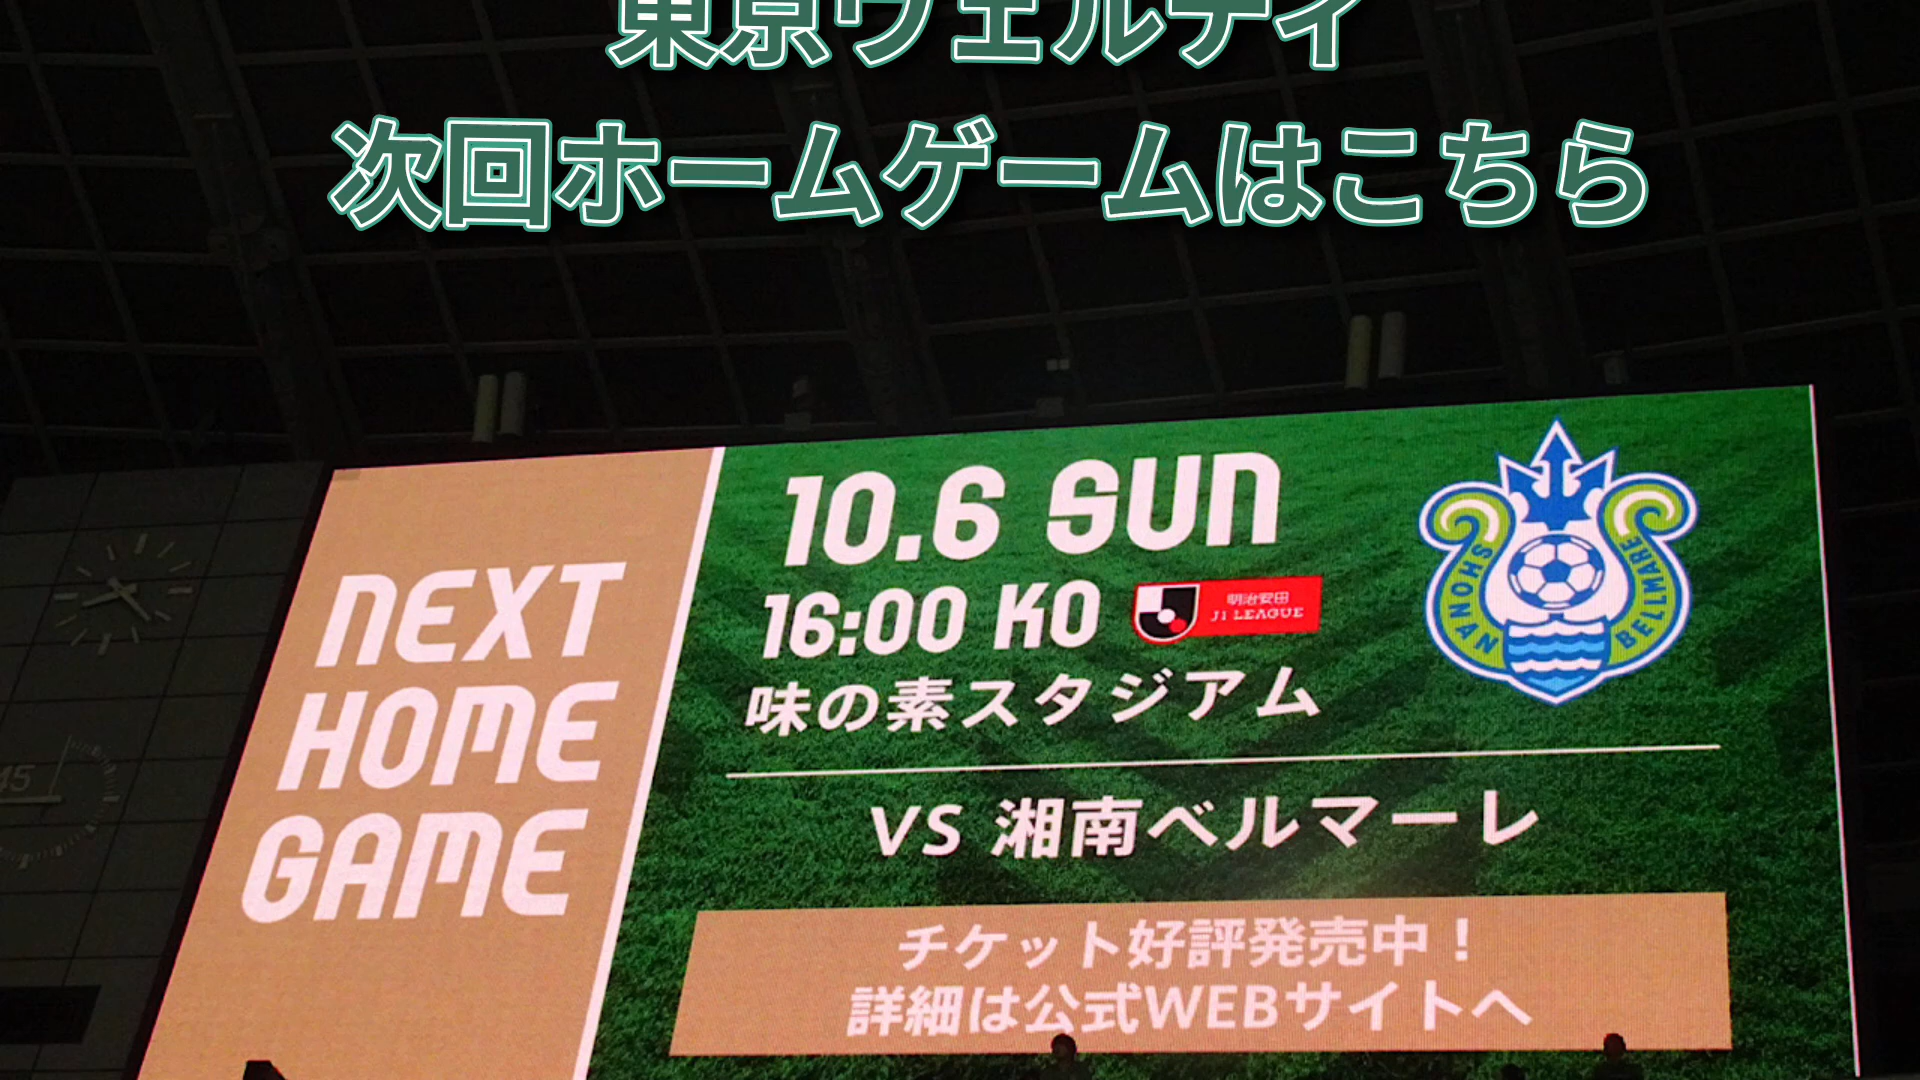 東京ヴェルディ
次回ホームゲームはこちら
NEXT
HOME
GAME
10.6 SUN
16:00 KO
明治安田
J1 LEAGUE
味の素スタジアム
SHONAN BELLMARE
VS 湘南ベルマーレ
チケット好評発売中！
詳細は公式WEBサイトへ
45